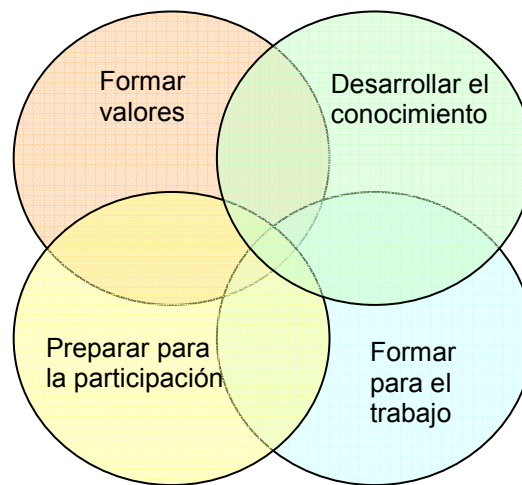 Formar
valores
Desarrollar el
conocimiento
Preparar para
la participación
Formar
para el
trabajo